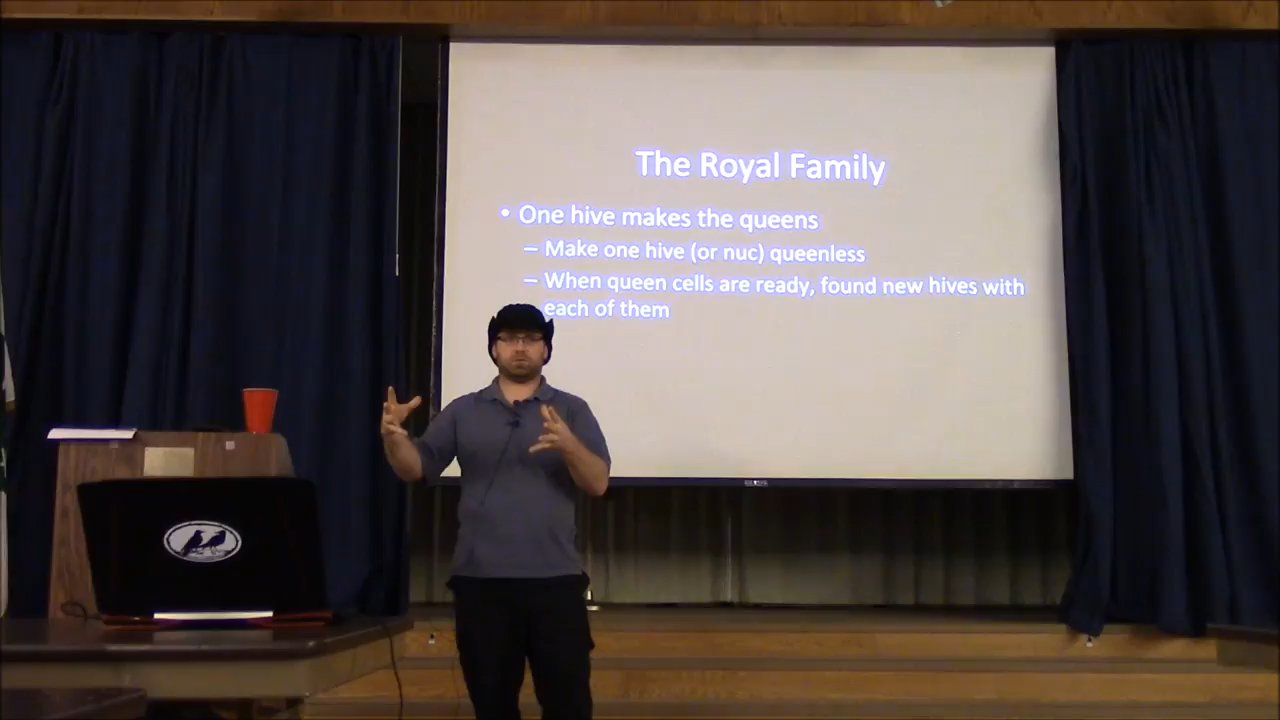 The Royal Family
• One hive makes the queens
– Make one hive (or nuc) queenless
– When queen cells are ready, found new hives with
each of them